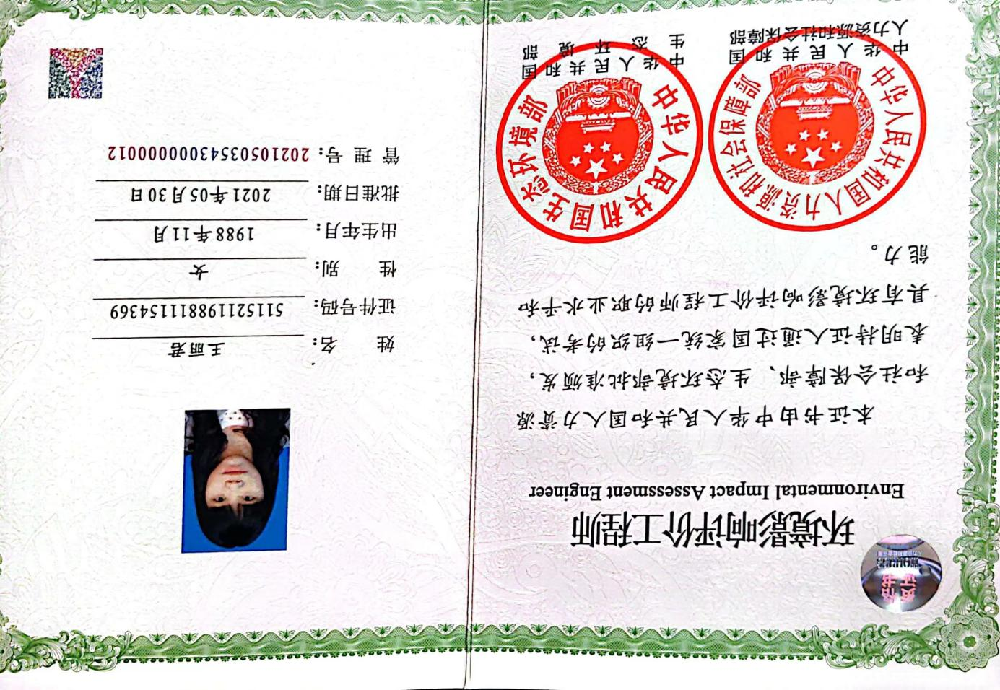 环境影响评价工程师
Environmental Impact Assessment Engineer
本证书由中华人民共和国人力资源
和社会保障部、生态环境部批准颁发，
表明持证人通过国家统一组织的考试，
具有环境影响评价工程师的职业水平和
能力。
中华人民共和国人力资源和社会保障部
中华人民共和国
人力资源和社会保障部
中华人民共和国生态环境部
中华人民共和国
生态环境部
资格
证书
姓 名： 王丽君
证件号码： 511521198811154369
性 别： 女
出生年月： 1988年11月
批准日期： 2021年05月30日
管 理 号： 20210503543000000012